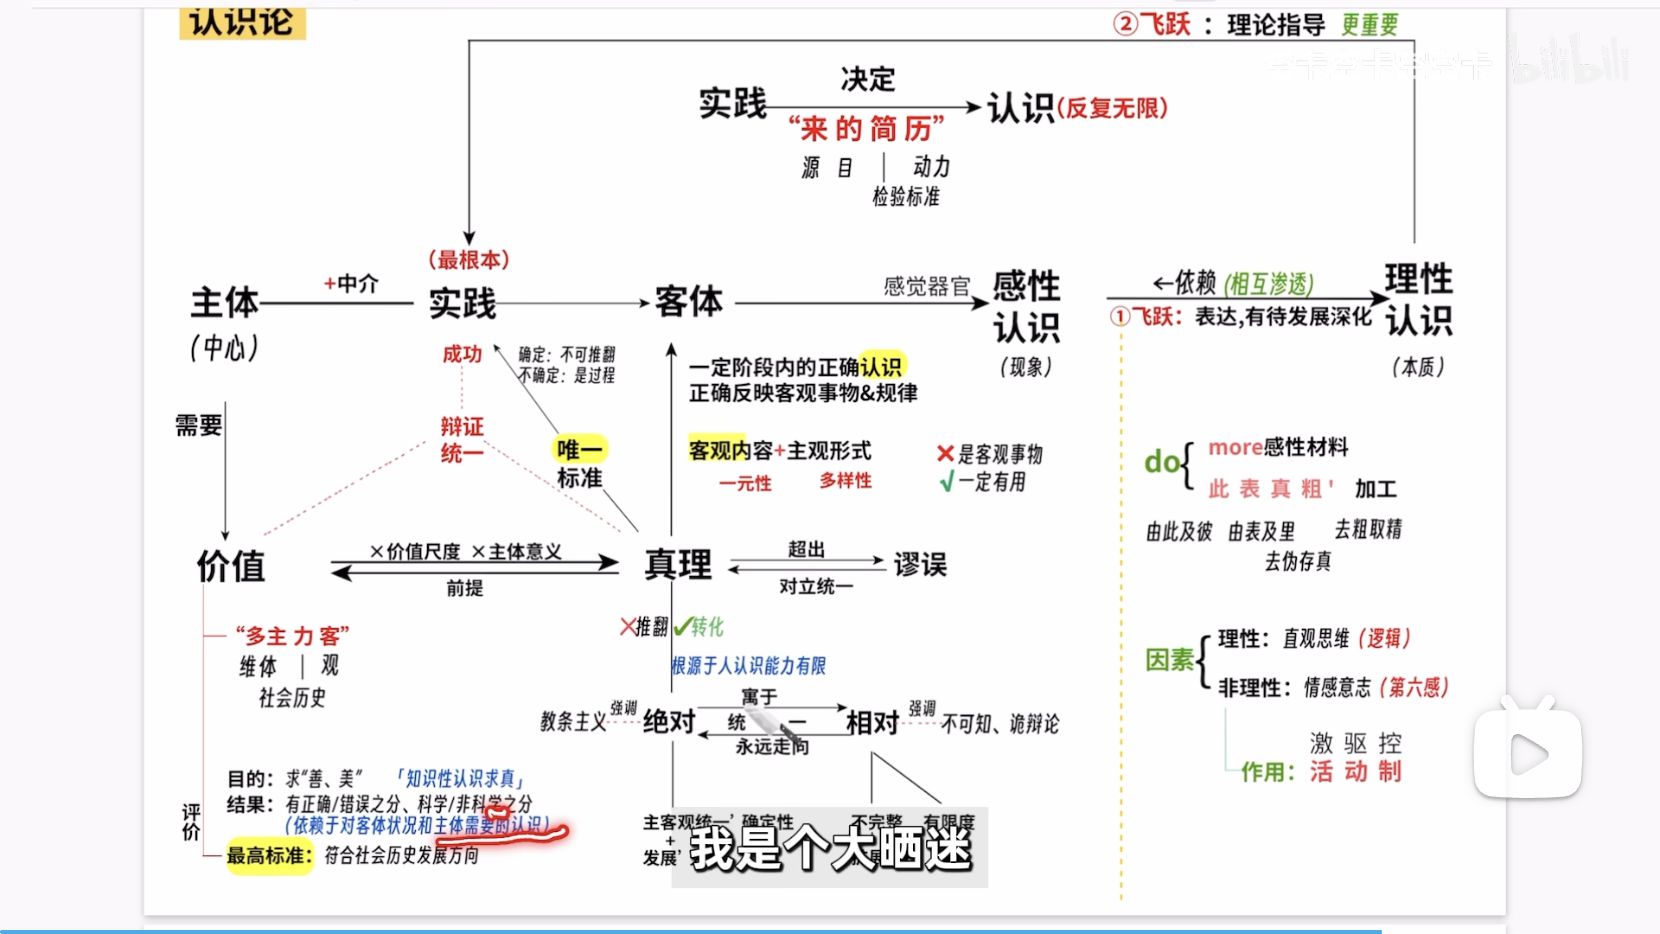 认识论
②飞跃：理论指导 更重要
bilibili
决定
实践 认识(反复无限)
“来的简历”
源 目 | 动力
检验标准
(最根本)
主体 +中介 实践 客体 感觉器官 感性认识 ←依赖(相互渗透) 理性认识
①飞跃：表达,有待发展深化
(中心)
(现象)
(本质)
需要
成功
确定：不可推翻
不确定：是过程
一定阶段内的正确认识
正确反映客观事物&规律
辩证
统一
唯一
标准
客观内容+主观形式
一元性 多样性
×是客观事物
√一定有用
do{ more感性材料
此表真粗' 加工
由此及彼 由表及里 去粗取精
去伪存真
价值 ×价值尺度 ×主体意义 真理 超出 谬误
前提 对立统一
×推翻 ✓转化
根源于人认识能力有限
“多主力客”
维体 | 观
社会历史
因素{ 理性：直观思维(逻辑)
非理性：情感意志(第六感)
激 驱 控
作用：活 动 制
寓于
教条主义 强调 绝对 统一 相对 强调 不可知、诡辩论
永远走向
评价
目的：求“善、美” 「知识性认识求真」
结果：有正确/错误之分、科学/非科学之分
(依赖于对客体状况和主体需要的认识)
最高标准：符合社会历史发展方向
主客观统一' 确定性
+
发展'
不完整 有限度
我是个大晒迷